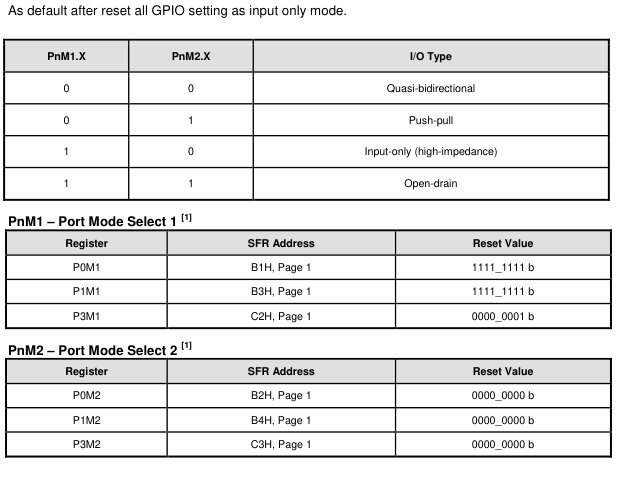 As default after reset all GPIO setting as input only mode.
PnM1.X PnM2.X I/O Type
0 0 Quasi-bidirectional
0 1 Push-pull
1 0 Input-only (high-impedance)
1 1 Open-drain
PnM1 – Port Mode Select 1 [1]
Register SFR Address Reset Value
P0M1 B1H, Page 1 1111_1111 b
P1M1 B3H, Page 1 1111_1111 b
P3M1 C2H, Page 1 0000_0001 b
PnM2 – Port Mode Select 2 [1]
Register SFR Address Reset Value
P0M2 B2H, Page 1 0000_0000 b
P1M2 B4H, Page 1 0000_0000 b
P3M2 C3H, Page 1 0000_0000 b